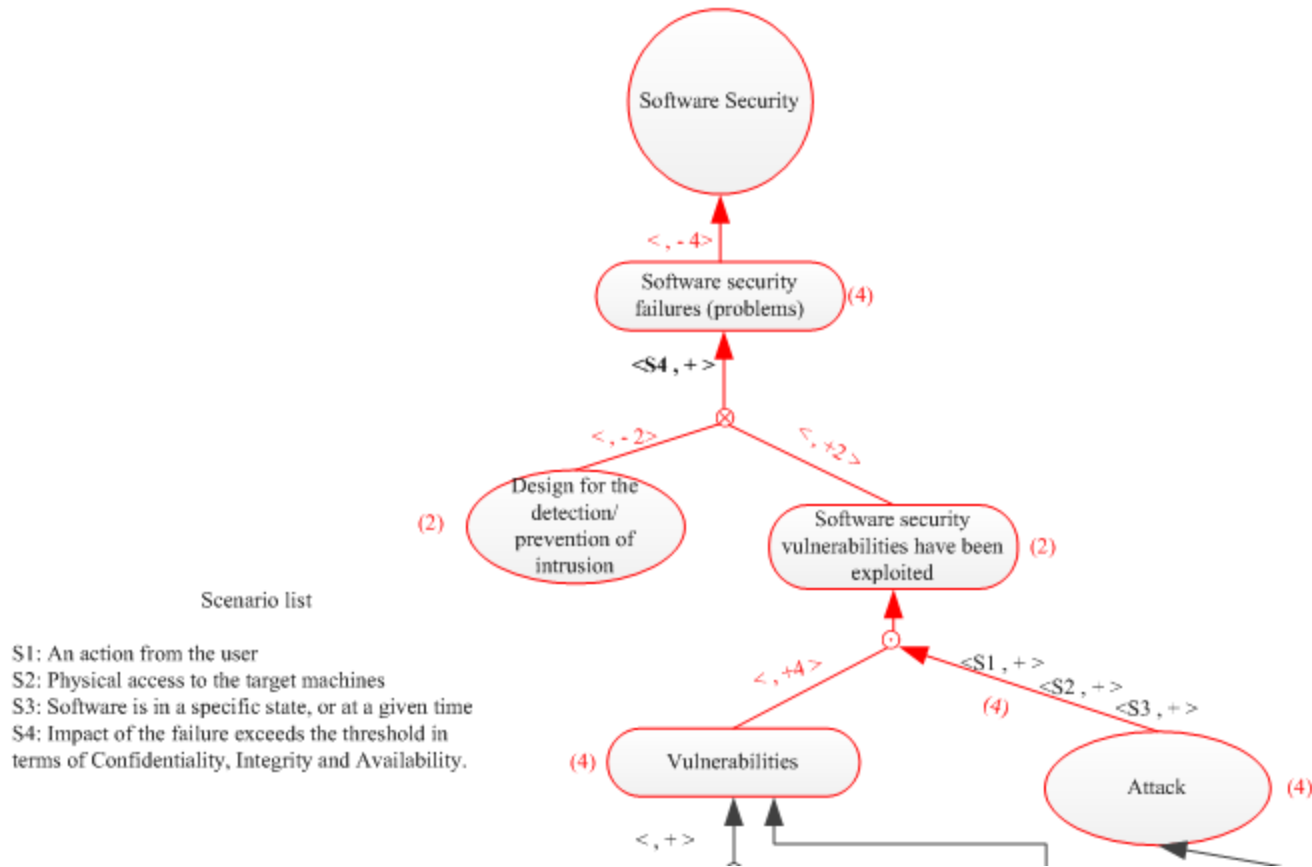 Software Security
< , - 4>
Software security
failures (problems)
(4)
<S4 , + >
< , - 2>
< , +2 >
Design for the
detection/
prevention of
intrusion
(2)
Software security
vulnerabilities have been
exploited
(2)
Scenario list
S1: An action from the user
S2: Physical access to the target machines
S3: Software is in a specific state, or at a given time
S4: Impact of the failure exceeds the threshold in
terms of Confidentiality, Integrity and Availability.
< , +4 >
<S1 , + >
<S2 , + >
<S3 , + >
(4)
(4)
Vulnerabilities
Attack
(4)
< , + >